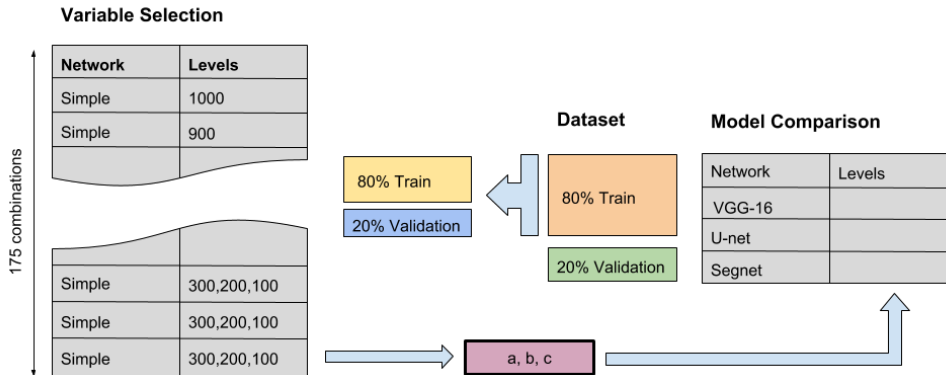 Variable Selection
175 combinations
Network Levels
Simple 1000
Simple 900
Simple 300,200,100
Simple 300,200,100
Simple 300,200,100
80% Train
20% Validation
Dataset
80% Train
20% Validation
Model Comparison
Network Levels
VGG-16
U-net
Segnet
a, b, c